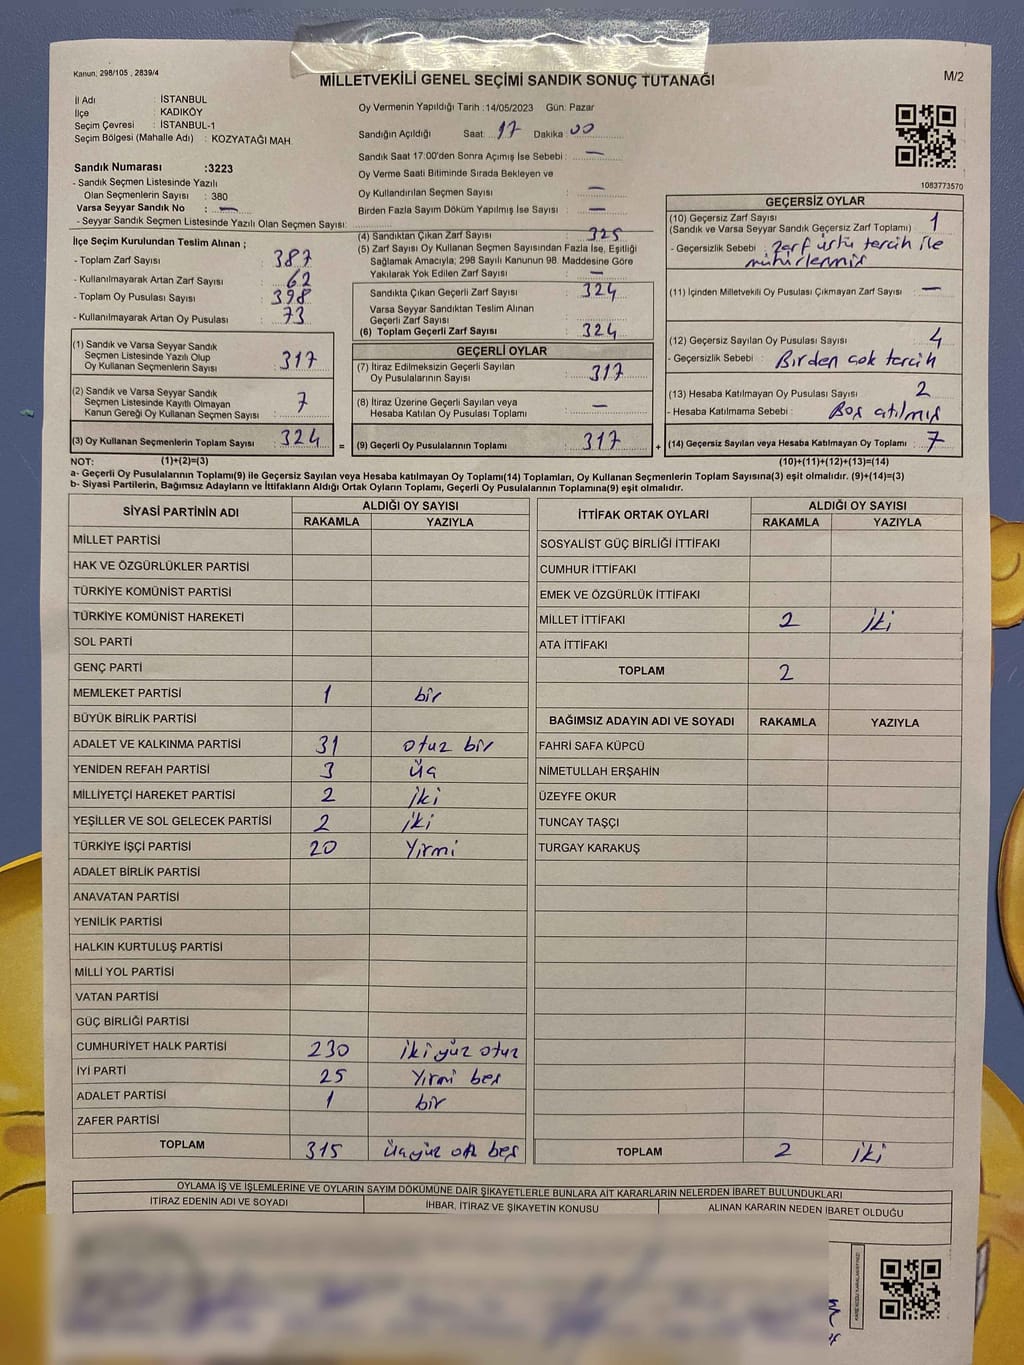 Kanun, 298/105 , 2839/4
MİLLETVEKİLİ GENEL SEÇİMİ SANDIK SONUÇ TUTANAĞI
M/2
İl Adı : İSTANBUL
İlçe : KADIKÖY
Seçim Çevresi : İSTANBUL-1
Seçim Bölgesi (Mahalle Adı) : KOZYATAĞI MAH.
Sandık Numarası :3223
- Sandık Seçmen Listesinde Yazılı
Olan Seçmenlerin Sayısı : 380
Varsa Seyyar Sandık No : —
- Seyyar Sandık Seçmen Listesinde Yazılı Olan Seçmen Sayısı:
Oy Vermenin Yapıldığı Tarih :14/05/2023 Gün: Pazar
Sandığın Açıldığı Saat: 17 Dakika 00
Sandık Saat 17:00'den Sonra Açımış İse Sebebi : —
Oy Verme Saati Bitiminde Sırada Bekleyen ve
Oy Kullandırılan Seçmen Sayısı : —
Birden Fazla Sayım Döküm Yapılmış İse Sayısı : —
1083773570
İlçe Seçim Kurulundan Teslim Alınan ;
- Toplam Zarf Sayısı : 387
- Kullanılmayarak Artan Zarf Sayısı : 62
- Toplam Oy Pusulası Sayısı : 398
- Kullanılmayarak Artan Oy Pusulası : 73
(4) Sandıktan Çıkan Zarf Sayısı : 325
(5) Zarf Sayısı Oy Kullanan Seçmen Sayısından Fazla İse, Eşitliği
Sağlamak Amacıyla; 298 Sayılı Kanunun 98. Maddesine Göre
Yakılarak Yok Edilen Zarf Sayısı : —
Sandıkta Çıkan Geçerli Zarf Sayısı : 324
Varsa Seyyar Sandıktan Teslim Alınan
Geçerli Zarf Sayısı :
(6) Toplam Geçerli Zarf Sayısı : 324
GEÇERSİZ OYLAR
(10) Geçersiz Zarf Sayısı : 1
(Sandık ve Varsa Seyyar Sandık Geçersiz Zarf Toplamı)
- Geçersizlik Sebebi : Zarf üstü tercih ile
mühürlenmiş
(11) İçinden Milletvekili Oy Pusulası Çıkmayan Zarf Sayısı : —
(12) Geçersiz Sayılan Oy Pusulası Sayısı : 4
- Geçersizlik Sebebi : Birden çok tercih
(13) Hesaba Katılmayan Oy Pusulası Sayısı : 2
- Hesaba Katılmama Sebebi : Boş atılmış
(1) Sandık ve Varsa Seyyar Sandık
Seçmen Listesinde Yazılı Olup
Oy Kullanan Seçmenlerin Sayısı : 317
(2) Sandık ve Varsa Seyyar Sandık
Seçmen Listesinde Kayıtlı Olmayan
Kanun Gereği Oy Kullanan Seçmen Sayısı : 7
(3) Oy Kullanan Seçmenlerin Toplam Sayısı : 324 =
GEÇERLİ OYLAR
(7) İtiraz Edilmeksizin Geçerli Sayılan
Oy Pusulalarının Sayısı : 317
(8) İtiraz Üzerine Geçerli Sayılan veya
Hesaba Katılan Oy Pusulası Toplamı : —
(9) Geçerli Oy Pusulalarının Toplamı : 317 +
(14) Geçersiz Sayılan veya Hesaba Katılmayan Oy Toplamı : 7
NOT: (1)+(2)=(3)
(10)+(11)+(12)+(13)=(14)
a- Geçerli Oy Pusulalarının Toplamı(9) ile Geçersiz Sayılan veya Hesaba katılmayan Oy Toplamı(14) Toplamları, Oy Kullanan Seçmenlerin Toplam Sayısına(3) eşit olmalıdır. (9)+(14)=(3)
b- Siyasi Partilerin, Bağımsız Adayların ve İttifakların Aldığı Ortak Oyların Toplamı, Geçerli Oy Pusulalarının Toplamına(9) eşit olmalıdır.
SİYASİ PARTİNİN ADI ALDIĞI OY SAYISI
RAKAMLA YAZIYLA
MİLLET PARTİSİ
HAK VE ÖZGÜRLÜKLER PARTİSİ
TÜRKİYE KOMÜNİST PARTİSİ
TÜRKİYE KOMÜNİST HAREKETİ
SOL PARTİ
GENÇ PARTİ
MEMLEKET PARTİSİ 1 bir
BÜYÜK BİRLİK PARTİSİ
ADALET VE KALKINMA PARTİSİ 31 otuz bir
YENİDEN REFAH PARTİSİ 3 üç
MİLLİYETÇİ HAREKET PARTİSİ 2 iki
YEŞİLLER VE SOL GELECEK PARTİSİ 2 iki
TÜRKİYE İŞÇİ PARTİSİ 20 Yirmi
ADALET BİRLİK PARTİSİ
ANAVATAN PARTİSİ
YENİLİK PARTİSİ
HALKIN KURTULUŞ PARTİSİ
MİLLİ YOL PARTİSİ
VATAN PARTİSİ
GÜÇ BİRLİĞİ PARTİSİ
CUMHURİYET HALK PARTİSİ 230 iki yüz otuz
İYİ PARTİ 25 Yirmi beş
ADALET PARTİSİ 1 bir
ZAFER PARTİSİ
TOPLAM 315 üçyüz on beş
İTTİFAK ORTAK OYLARI ALDIĞI OY SAYISI
RAKAMLA YAZIYLA
SOSYALİST GÜÇ BİRLİĞİ İTTİFAKI
CUMHUR İTTİFAKI
EMEK VE ÖZGÜRLÜK İTTİFAKI
MİLLET İTTİFAKI 2 iki
ATA İTTİFAKI
TOPLAM 2
BAĞIMSIZ ADAYIN ADI VE SOYADI RAKAMLA YAZIYLA
FAHRİ SAFA KÜPCÜ
NİMETULLAH ERŞAHİN
ÜZEYFE OKUR
TUNCAY TAŞÇI
TURGAY KARAKUŞ
TOPLAM 2 iki
OYLAMA İŞ VE İŞLEMLERİNE VE OYLARIN SAYIM DÖKÜMÜNE DAİR ŞİKAYETLERLE BUNLARA AİT KARARLARIN NELERDEN İBARET BULUNDUKLARI
İTİRAZ EDENİN ADI VE SOYADI İHBAR, İTİRAZ VE ŞİKAYETİN KONUSU ALINAN KARARIN NEDEN İBARET OLDUĞU